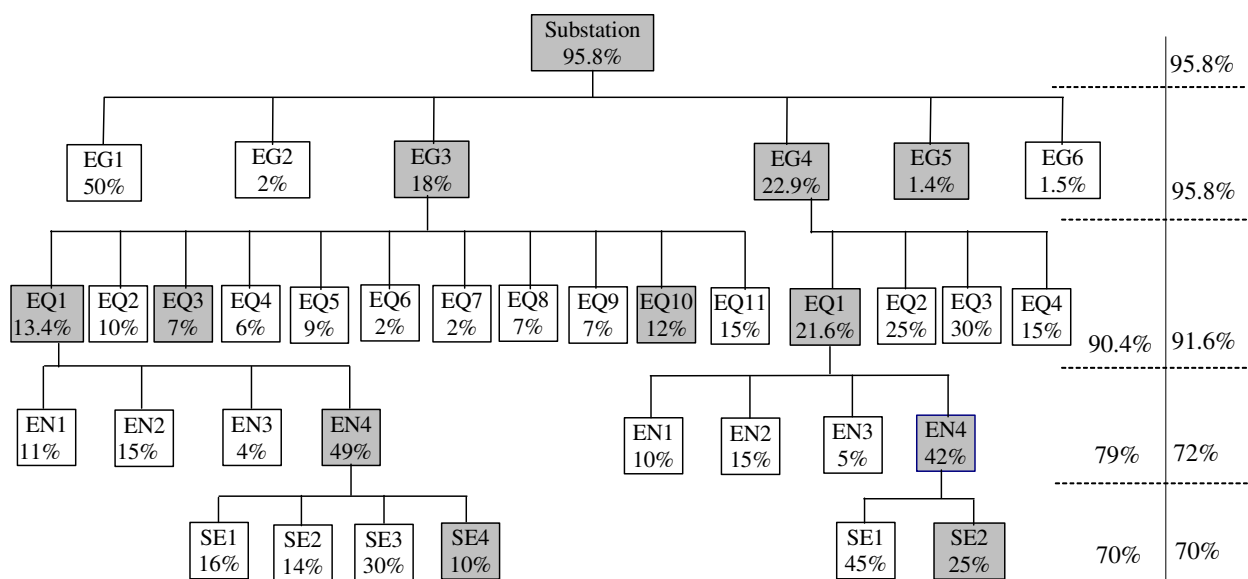 Substation
95.8%
95.8%
EG1
50%
EG2
2%
EG3
18%
EG4
22.9%
EG5
1.4%
EG6
1.5%
95.8%
EQ1
13.4%
EQ2
10%
EQ3
7%
EQ4
6%
EQ5
9%
EQ6
2%
EQ7
2%
EQ8
7%
EQ9
7%
EQ10
12%
EQ11
15%
EQ1
21.6%
EQ2
25%
EQ3
30%
EQ4
15%
90.4%
91.6%
EN1
11%
EN2
15%
EN3
4%
EN4
49%
EN1
10%
EN2
15%
EN3
5%
EN4
42%
79%
72%
SE1
16%
SE2
14%
SE3
30%
SE4
10%
SE1
45%
SE2
25%
70%
70%